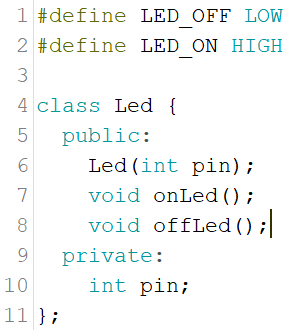 1 #define LED_OFF LOW
2 #define LED_ON HIGH
3
4 class Led {
5   public:
6     Led(int pin);
7     void onLed();
8     void offLed();
9   private:
10     int pin;
11 };